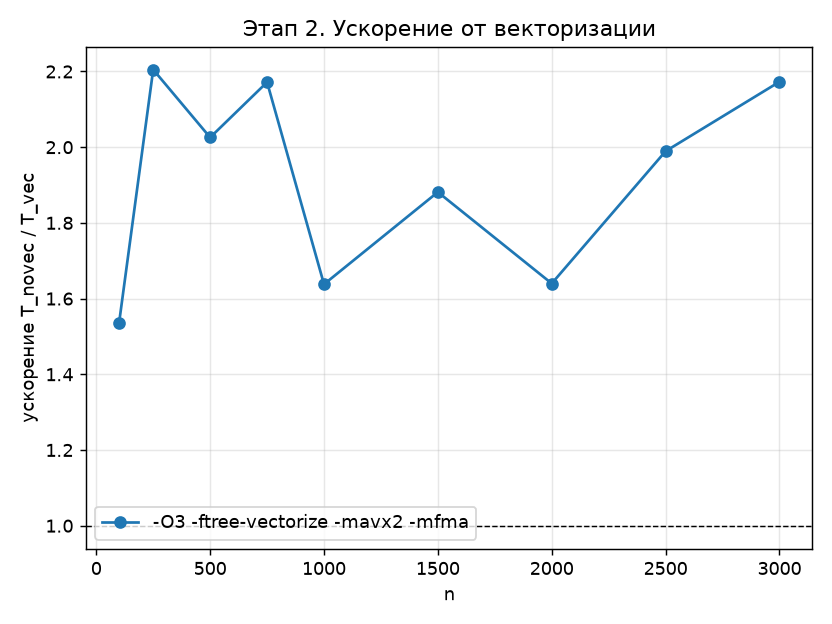 Этап 2. Ускорение от векторизации
ускорение T_novec / T_vec
2.2
2.0
1.8
1.6
1.4
1.2
1.0
-O3 -ftree-vectorize -mavx2 -mfma
0 500 1000 1500 2000 2500 3000
n